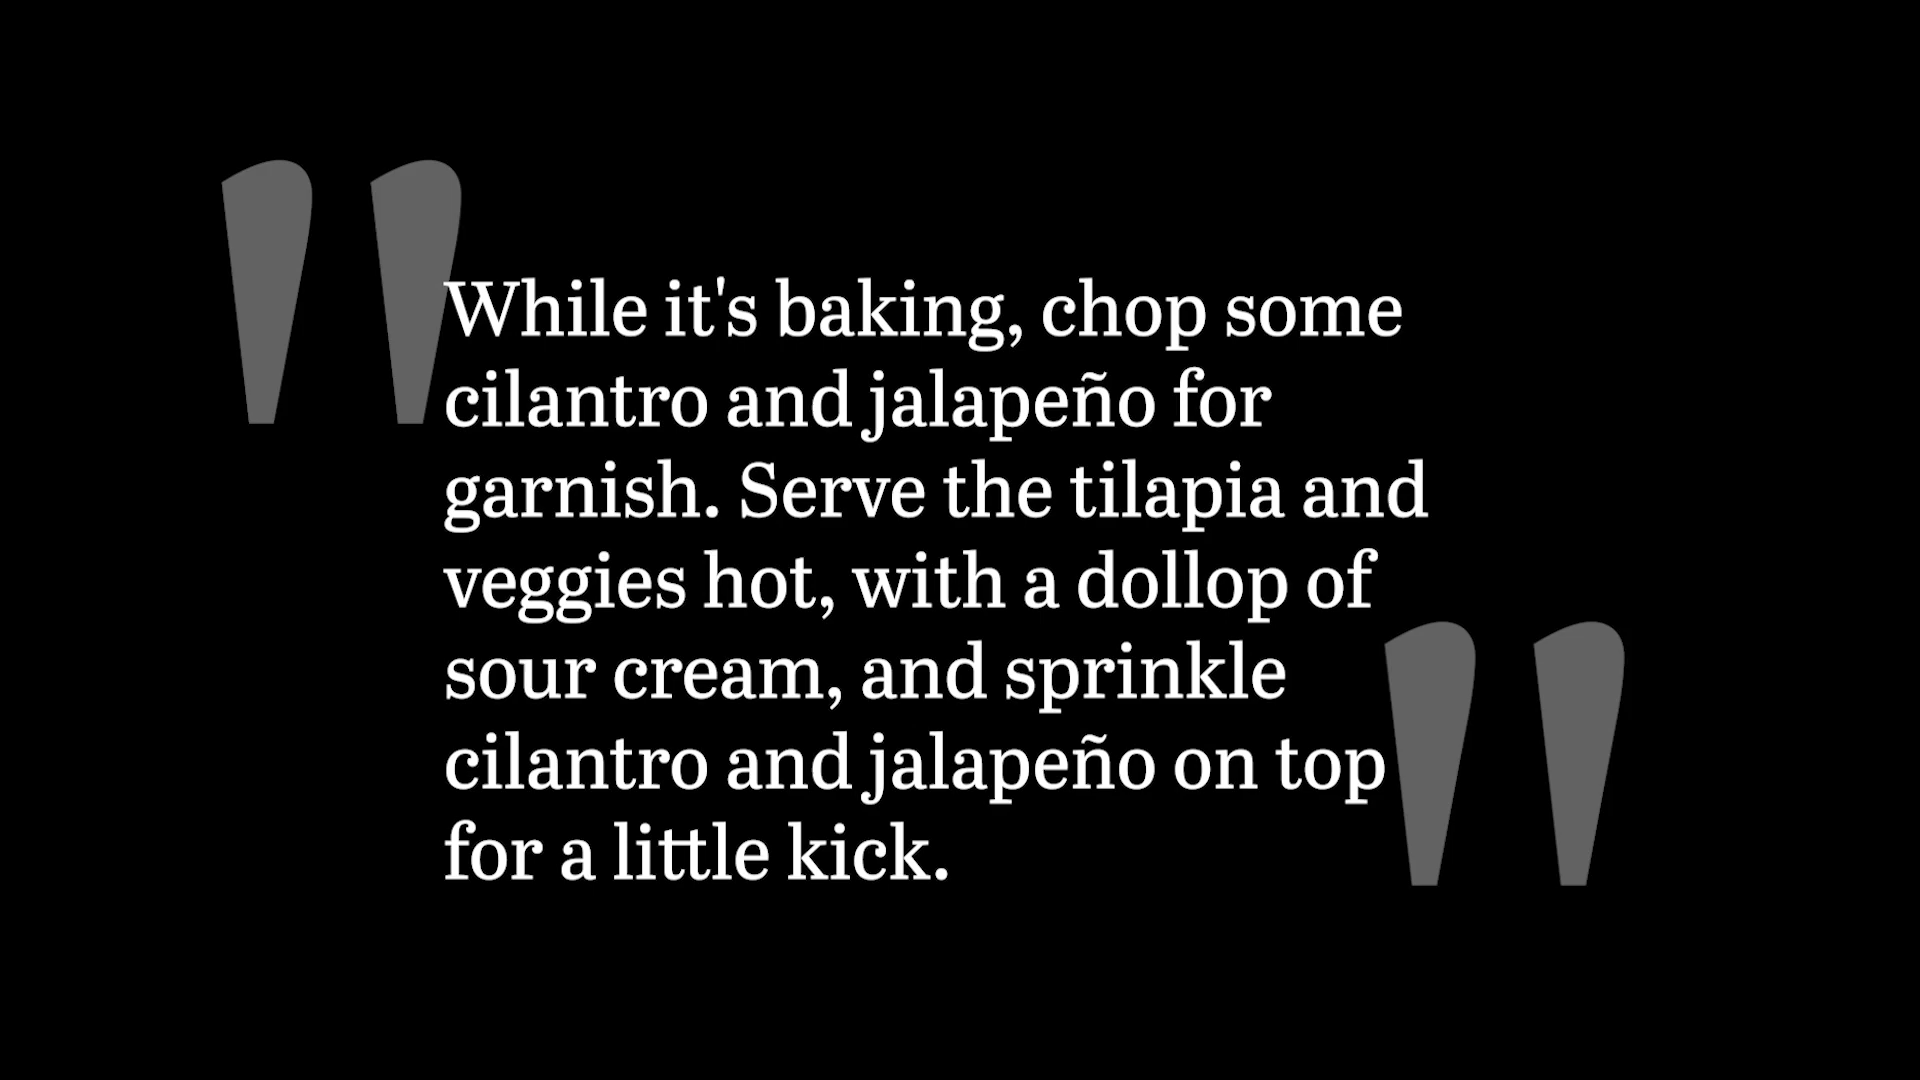 "While it's baking, chop some
cilantro and jalapeño for
garnish. Serve the tilapia and
veggies hot, with a dollop of
sour cream, and sprinkle
cilantro and jalapeño on top
for a little kick."